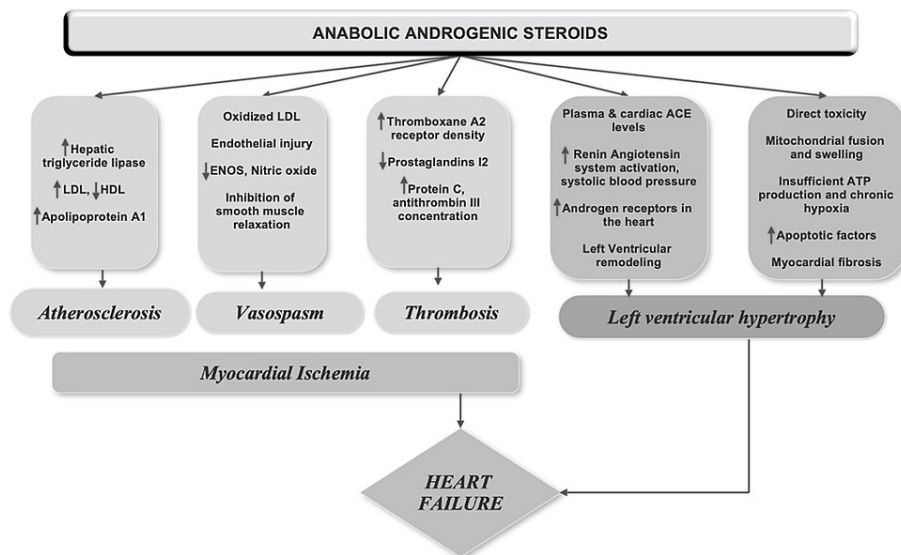 ANABOLIC ANDROGENIC STEROIDS
↑Hepatic
triglyceride lipase
↑LDL, ↓HDL
↑Apolipoprotein A1
Atherosclerosis
Oxidized LDL
Endothelial injury
↓ENOS, Nitric oxide
Inhibition of
smooth muscle
relaxation
Vasospasm
↑Thromboxane A2
receptor density
↓Prostaglandins I2
↑Protein C,
antithrombin III
concentration
Thrombosis
Plasma & cardiac ACE
levels
↑Renin Angiotensin
system activation,
systolic blood pressure
↑Androgen receptors in
the heart
Left Ventricular
remodeling
Direct toxicity
Mitochondrial fusion
and swelling
Insufficient ATP
production and chronic
hypoxia
↑Apoptotic factors
Myocardial fibrosis
Left ventricular hypertrophy
Myocardial Ischemia
HEART
FAILURE